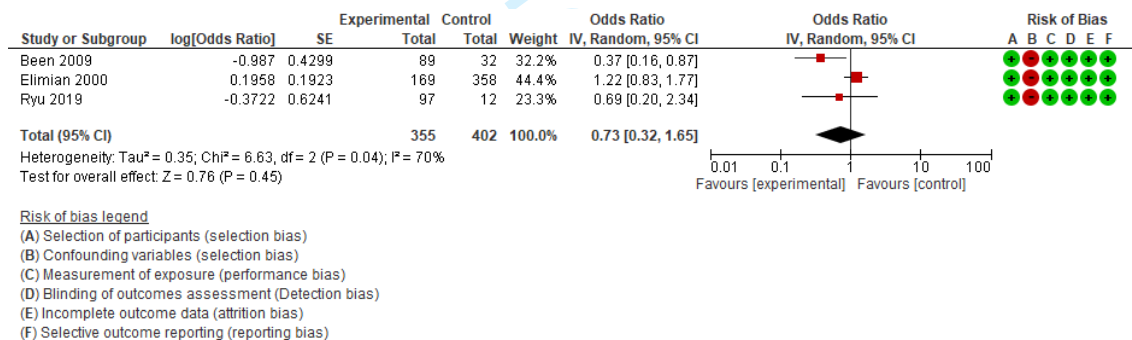 Experimental Control Odds Ratio Odds Ratio Risk of Bias
Study or Subgroup log[Odds Ratio] SE Total Total Weight IV, Random, 95% CI IV, Random, 95% CI A B C D E F
Been 2009 -0.987 0.4299 89 32 32.2% 0.37 [0.16, 0.87] + - + + + +
Elimian 2000 0.1958 0.1923 169 358 44.4% 1.22 [0.83, 1.77] + - + + + +
Ryu 2019 -0.3722 0.6241 97 12 23.3% 0.69 [0.20, 2.34] + - + + + +
Total (95% CI) 355 402 100.0% 0.73 [0.32, 1.65]
Heterogeneity: Tau² = 0.35; Chi² = 6.63, df = 2 (P = 0.04); I² = 70%
Test for overall effect: Z = 0.76 (P = 0.45)
0.01 0.1 1 10 100
Favours [experimental] Favours [control]
Risk of bias legend
(A) Selection of participants (selection bias)
(B) Confounding variables (selection bias)
(C) Measurement of exposure (performance bias)
(D) Blinding of outcomes assessment (Detection bias)
(E) Incomplete outcome data (attrition bias)
(F) Selective outcome reporting (reporting bias)